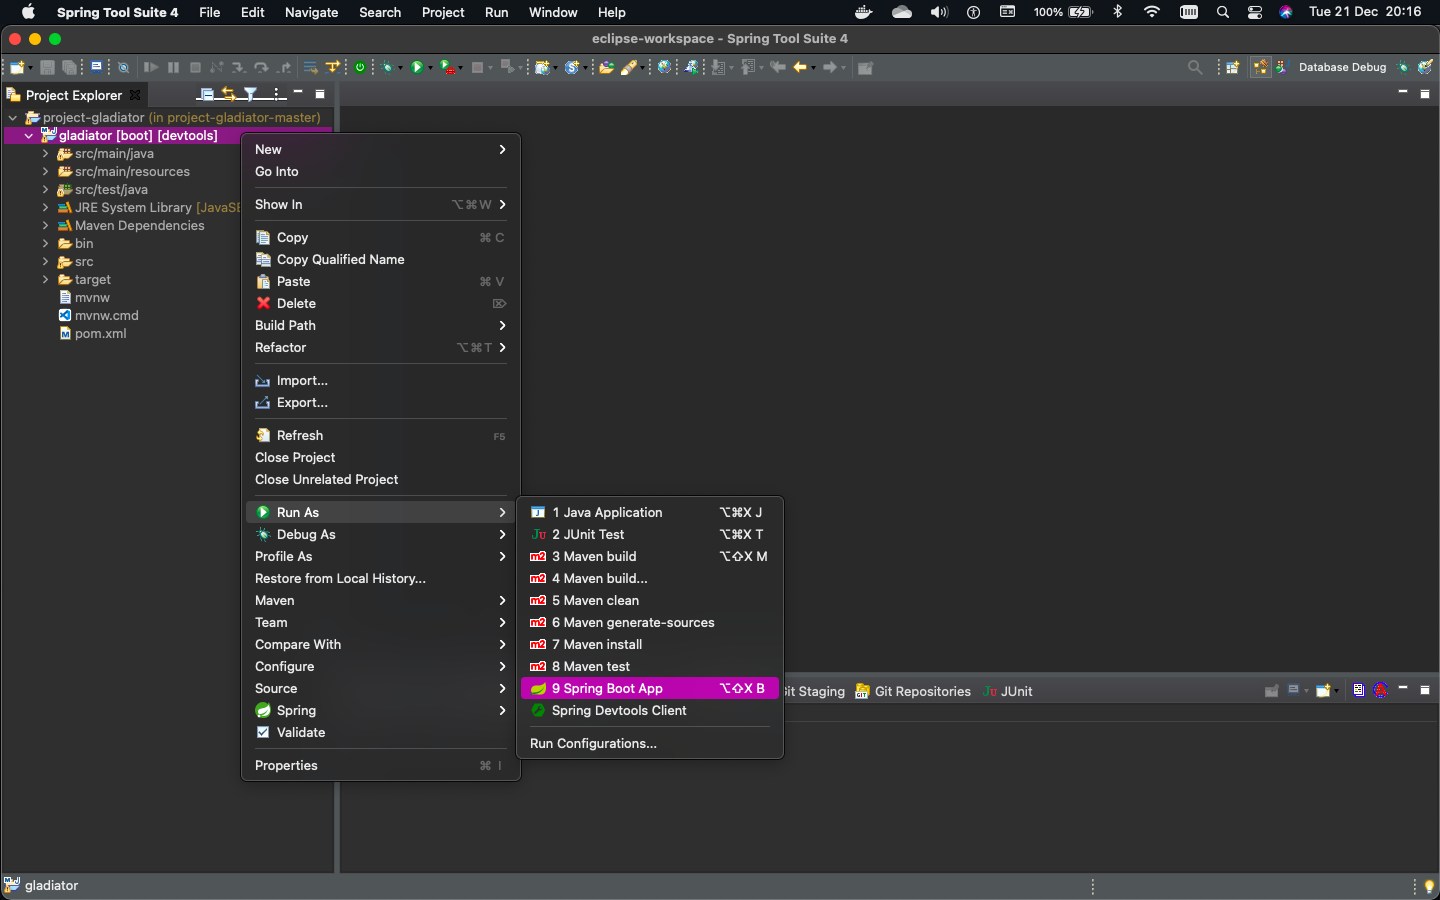 Spring Tool Suite 4 File Edit Navigate Search Project Run Window Help 100% Tue 21 Dec 20:16
eclipse-workspace - Spring Tool Suite 4
Database Debug
Project Explorer
project-gladiator (in project-gladiator-master)
gladiator [boot] [devtools]
src/main/java
src/main/resources
src/test/java
JRE System Library [JavaSE
Maven Dependencies
bin
src
target
mvnw
mvnw.cmd
pom.xml
New
Go Into
Show In ⌥⌘W
Copy ⌘ C
Copy Qualified Name
Paste ⌘ V
Delete ⌦
Build Path
Refactor ⌥⌘T
Import...
Export...
Refresh F5
Close Project
Close Unrelated Project
Run As
Debug As
Profile As
Restore from Local History...
Maven
Team
Compare With
Configure
Source
Spring
Validate
Properties ⌘ I
1 Java Application ⌥⌘X J
2 JUnit Test ⌥⌘X T
3 Maven build ⌥⇧X M
4 Maven build...
5 Maven clean
6 Maven generate-sources
7 Maven install
8 Maven test
9 Spring Boot App ⌥⇧X B
Spring Devtools Client
Run Configurations...
Git Staging Git Repositories JUnit
gladiator